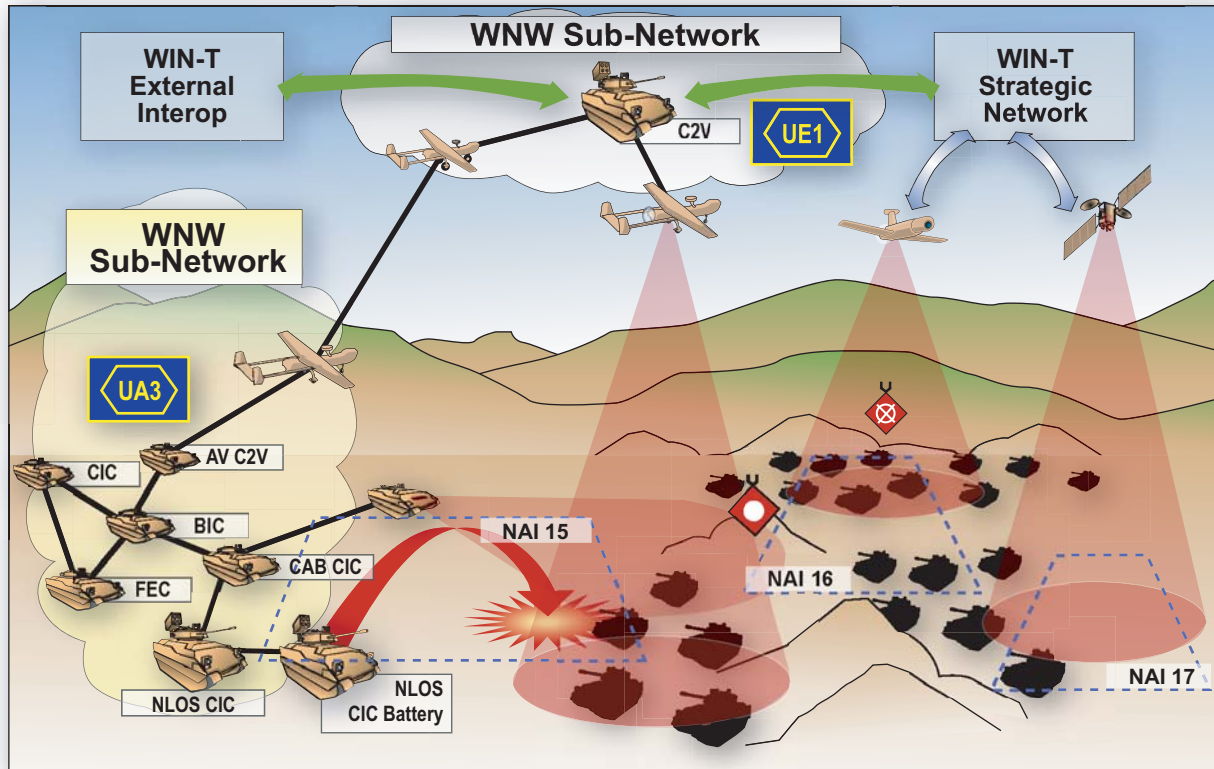 WIN-T
External
Interop
WNW Sub-Network
WIN-T
Strategic
Network
C2V
UE1
WNW
Sub-Network
UA3
AV C2V
CIC
BIC
NAI 15
CAB CIC
FEC
NAI 16
NAI 17
NLOS CIC
NLOS
CIC Battery